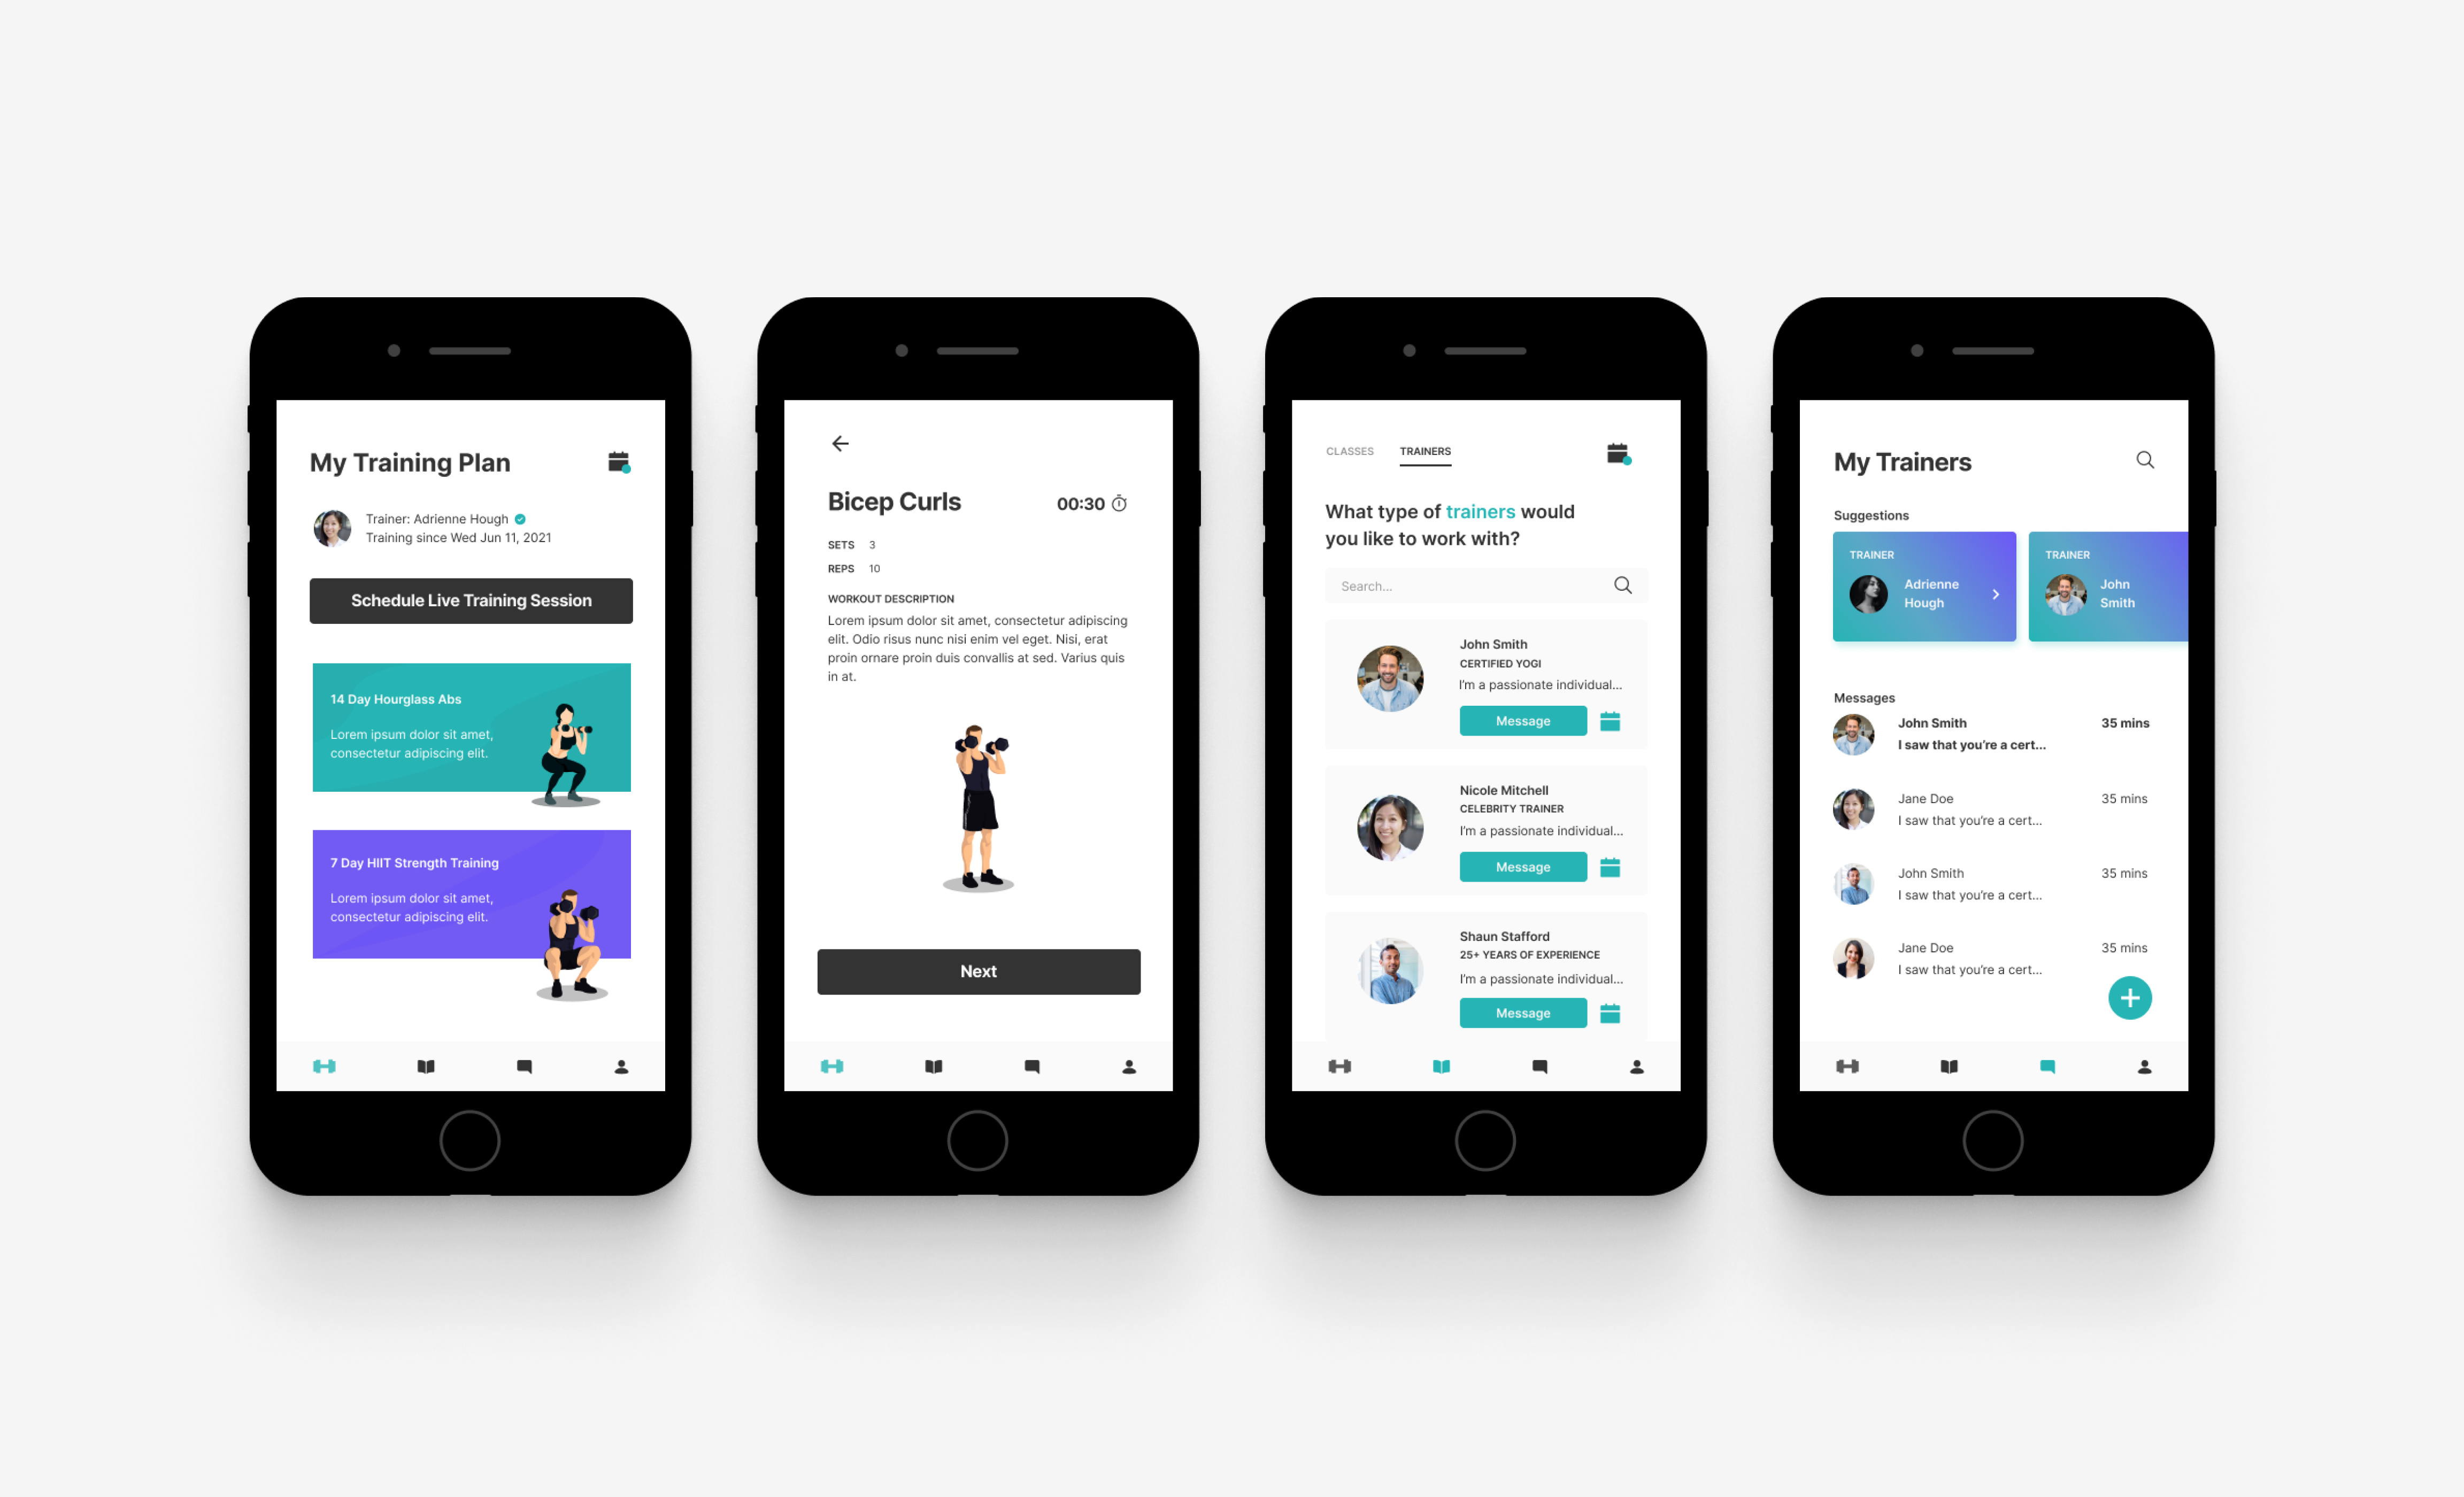 My Training Plan
Trainer: Adrienne Hough
Training since Wed Jun 11, 2021
Schedule Live Training Session
14 Day Hourglass Abs
Lorem ipsum dolor sit amet,
consectetur adipiscing elit.
7 Day HIIT Strength Training
Lorem ipsum dolor sit amet,
consectetur adipiscing elit.
Bicep Curls
00:30
SETS 3
REPS 10
WORKOUT DESCRIPTION
Lorem ipsum dolor sit amet, consectetur adipiscing
elit. Odio risus nunc nisi enim vel eget. Nisi, erat
proin ornare proin duis convallis at sed. Varius quis
in at.
Next
CLASSES TRAINERS
What type of trainers would
you like to work with?
Search...
John Smith
CERTIFIED YOGI
I'm a passionate individual...
Message
Nicole Mitchell
CELEBRITY TRAINER
I'm a passionate individual...
Message
Shaun Stafford
25+ YEARS OF EXPERIENCE
I'm a passionate individual...
Message
My Trainers
Suggestions
TRAINER
Adrienne
Hough
TRAINER
John
Smith
Messages
John Smith 35 mins
I saw that you're a cert...
Jane Doe 35 mins
I saw that you're a cert...
John Smith 35 mins
I saw that you're a cert...
Jane Doe 35 mins
I saw that you're a cert...